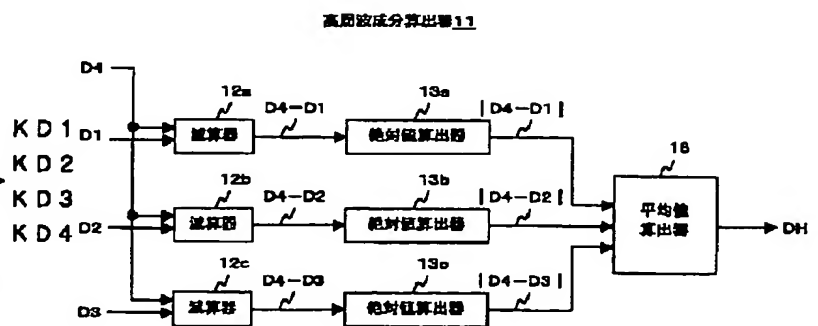 高周波成分算出器11
D4
12a
D4-D1
13a
|D4-D1|
KD1
D1
減算器
絶対値算出器
18
KD2
12b
D4-D2
13b
|D4-D2|
KD3
減算器
絶対値算出器
平均値
算出器
DH
KD4
D2
12c
D4-D3
13c
|D4-D3|
減算器
絶対値算出器
D3